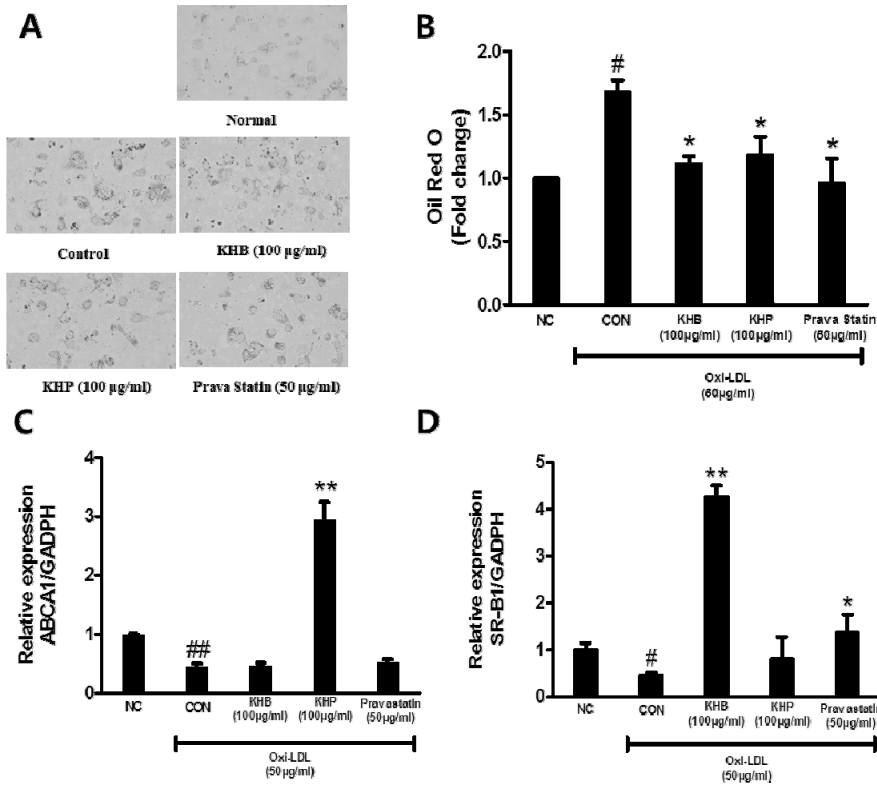 A
Normal
Control
KHB (100 µg/ml)
KHP (100 µg/ml)
Prava Statin (50 µg/ml)
B
Oil Red O
(Fold change)
2.0
1.5
1.0
0.5
0.0
#
*
*
*
NC
CON
KHB
(100µg/ml)
KHP
(100µg/ml)
Prava Statin
(60µg/ml)
Oxi-LDL
(60µg/ml)
C
Relative expression
ABCA1/GADPH
4
3
2
1
0
##
**
NC
CON
KHB
(100µg/ml)
KHP
(100µg/ml)
Pravastatin
(50µg/ml)
Oxi-LDL
(50µg/ml)
D
Relative expression
SR-B1/GADPH
5
4
3
2
1
0
#
**
*
NC
CON
KHB
(100µg/ml)
KHP
(100µg/ml)
Pravastatin
(50µg/ml)
Oxi-LDL
(50µg/ml)